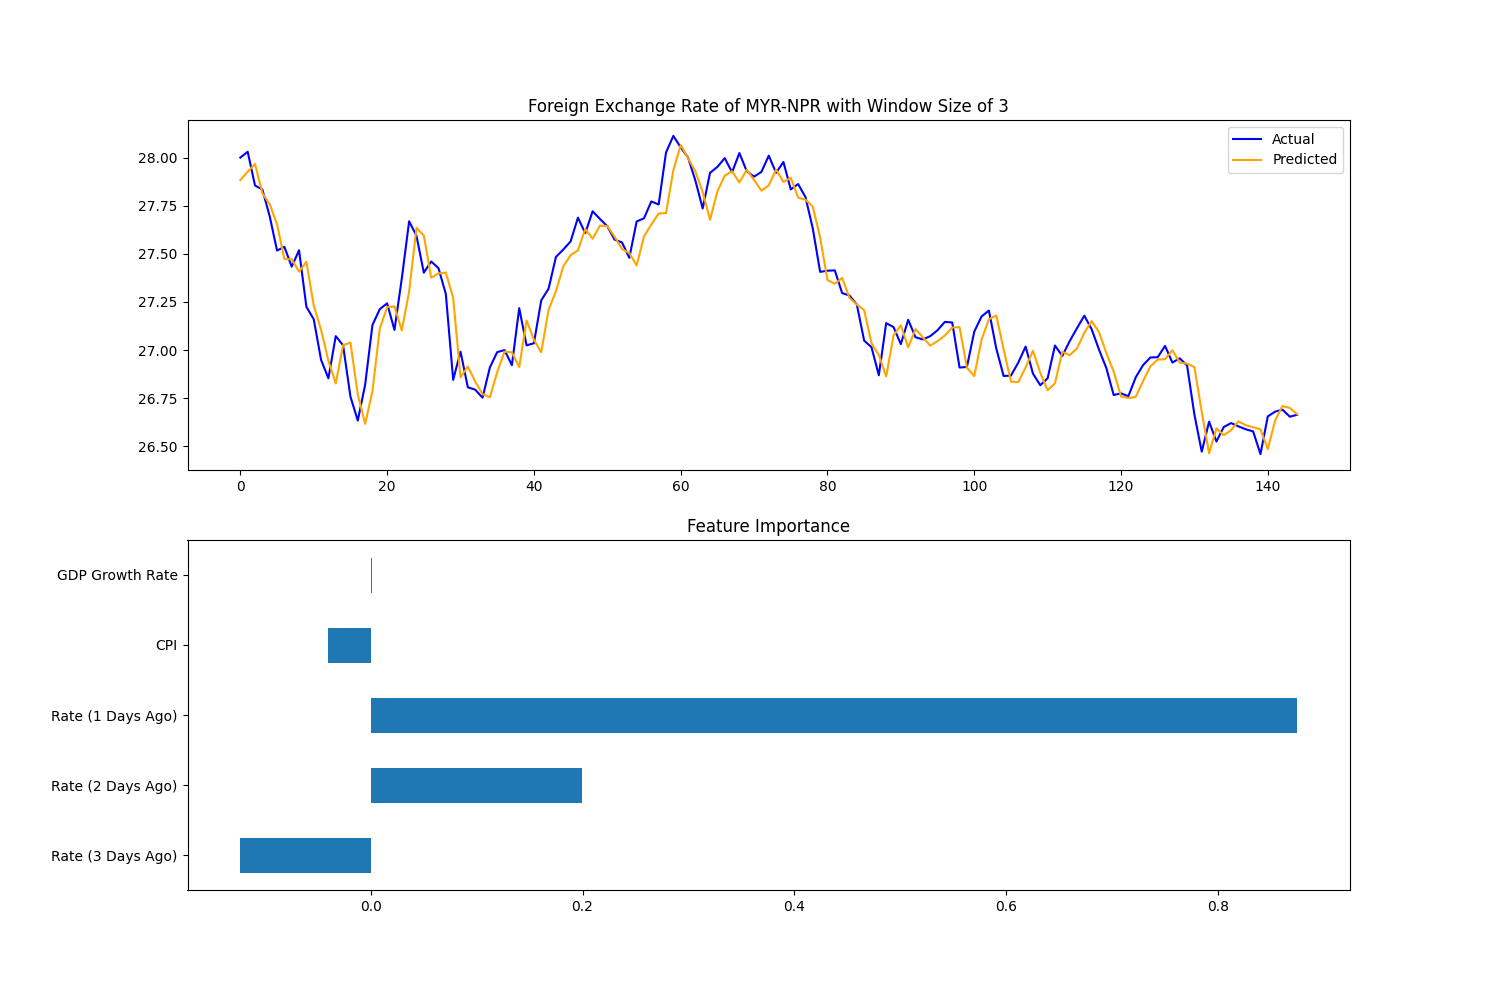 Foreign Exchange Rate of MYR-NPR with Window Size of 3
Actual
Predicted
28.00
27.75
27.50
27.25
27.00
26.75
26.50
0 20 40 60 80 100 120 140
Feature Importance
GDP Growth Rate
CPI
Rate (1 Days Ago)
Rate (2 Days Ago)
Rate (3 Days Ago)
0.0 0.2 0.4 0.6 0.8